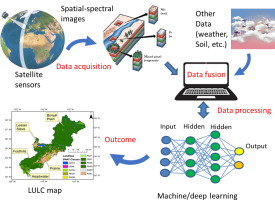 Spatial-spectral
images
Other
Data
(weather,
Soil, etc.)
Satellite
sensors
Data acquisition
Data fusion
Data processing
Input
Hidden
Hidden
Output
Outcome
LULC map
Machine/deep learning